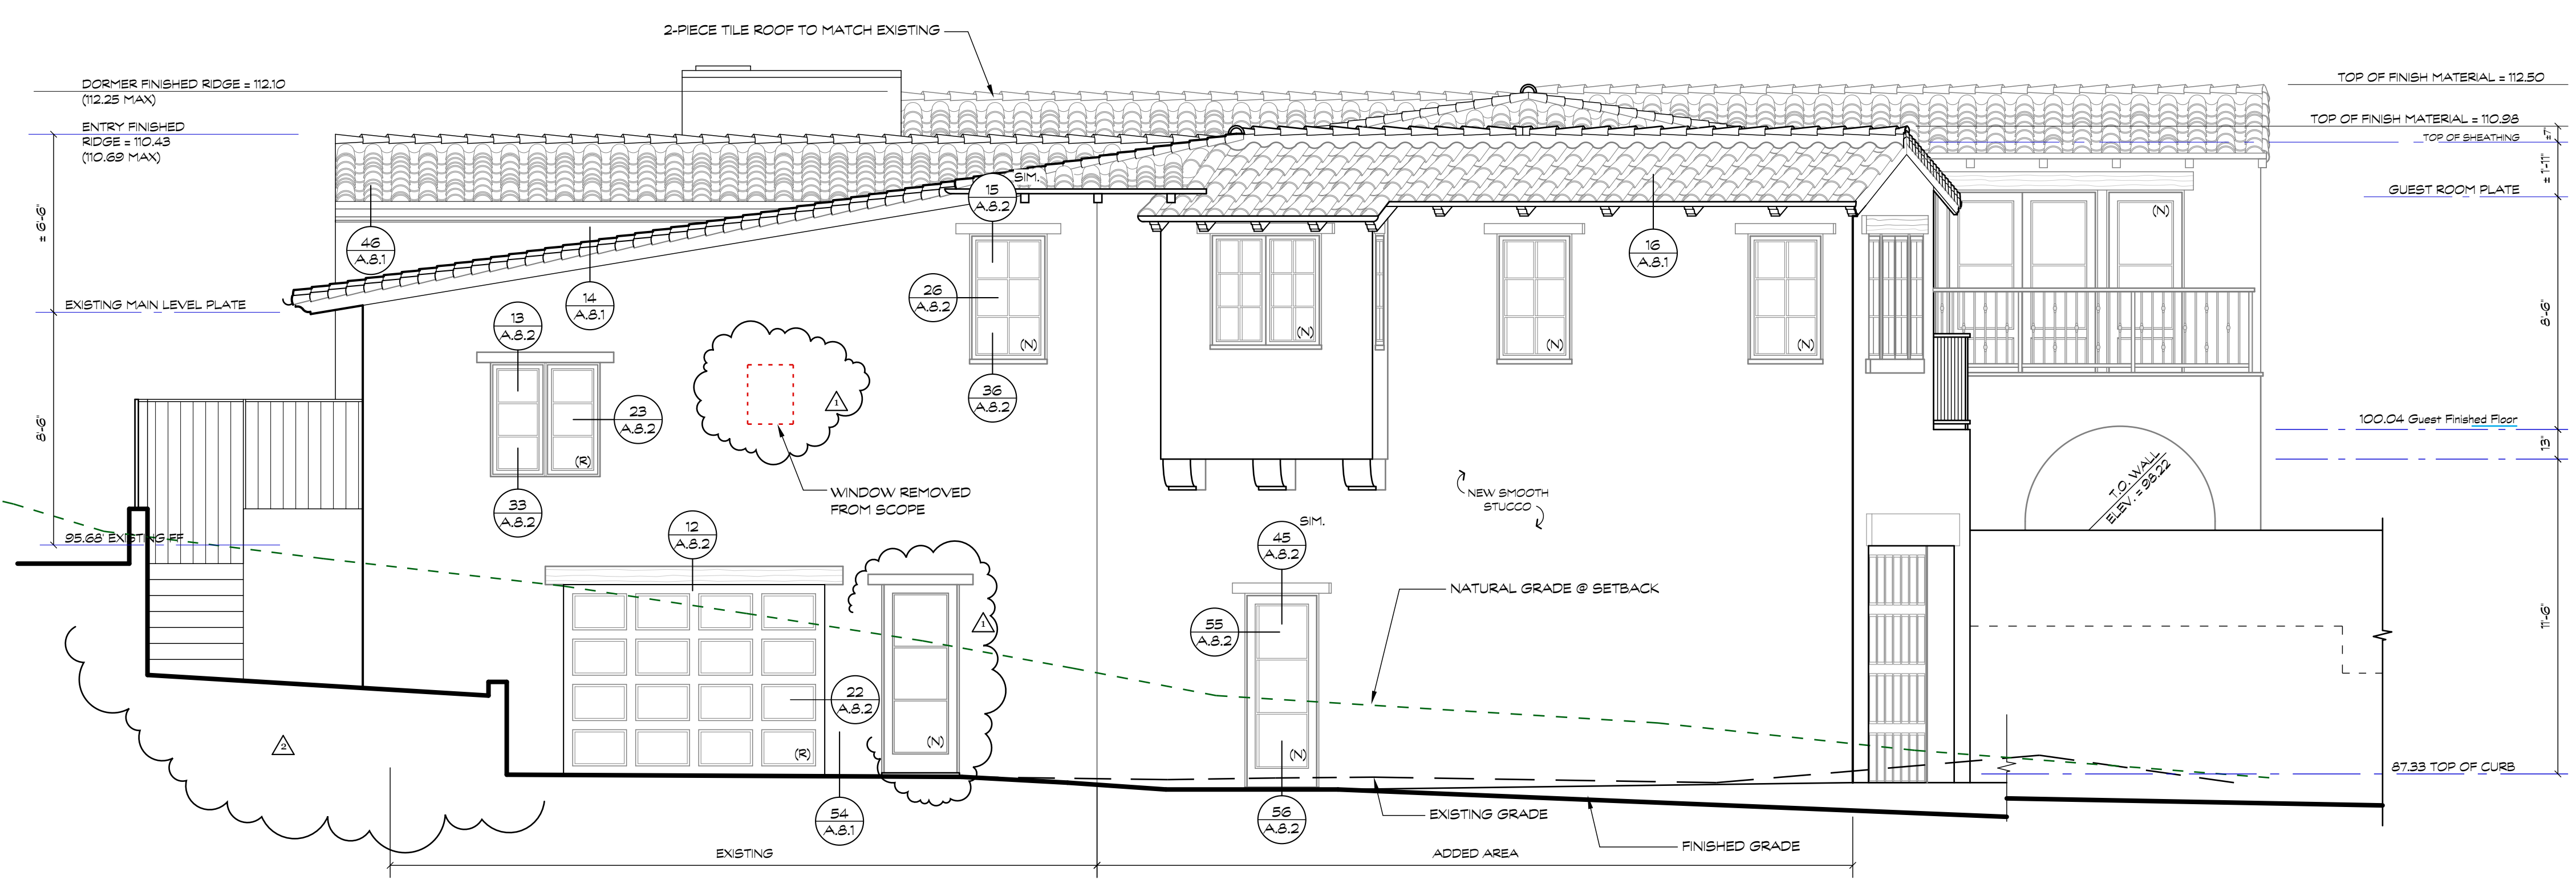 2-PIECE TILE ROOF TO MATCH EXISTING
DORMER FINISHED RIDGE = 112.10
(112.25 MAX)
ENTRY FINISHED
RIDGE = 110.43
(110.69 MAX)
± 6'-6"
EXISTING MAIN LEVEL PLATE
8'-6"
95.68' EXISTING FF
TOP OF FINISH MATERIAL = 112.50
TOP OF FINISH MATERIAL = 110.98
±7"
TOP OF SHEATHING
± 1'-11"
GUEST ROOM PLATE
8'-6"
100.04 Guest Finished Floor
13"
11'-6"
87.33 TOP OF CURB
46
A.8.1
14
A.8.1
SIM.
15
A.8.2
26
A.8.2
36
A.8.2
(N)
16
A.8.1
(N)
(N)
(N)
(N)
13
A.8.2
23
A.8.2
33
A.8.2
(R)
1
WINDOW REMOVED
FROM SCOPE
NEW SMOOTH
STUCCO
T.O. WALL
ELEV. = 98.22
12
A.8.2
22
A.8.2
(R)
54
A.8.1
1
(N)
SIM.
45
A.8.2
55
A.8.2
(N)
56
A.8.2
NATURAL GRADE @ SETBACK
2
EXISTING GRADE
FINISHED GRADE
EXISTING
ADDED AREA